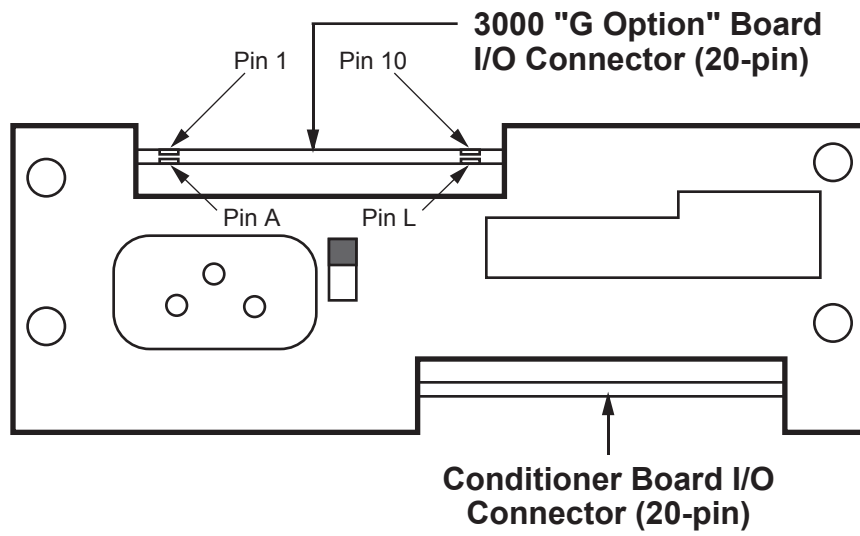 3000 "G Option" Board
I/O Connector (20-pin)
Pin 1
Pin 10
Pin A
Pin L
Conditioner Board I/O
Connector (20-pin)